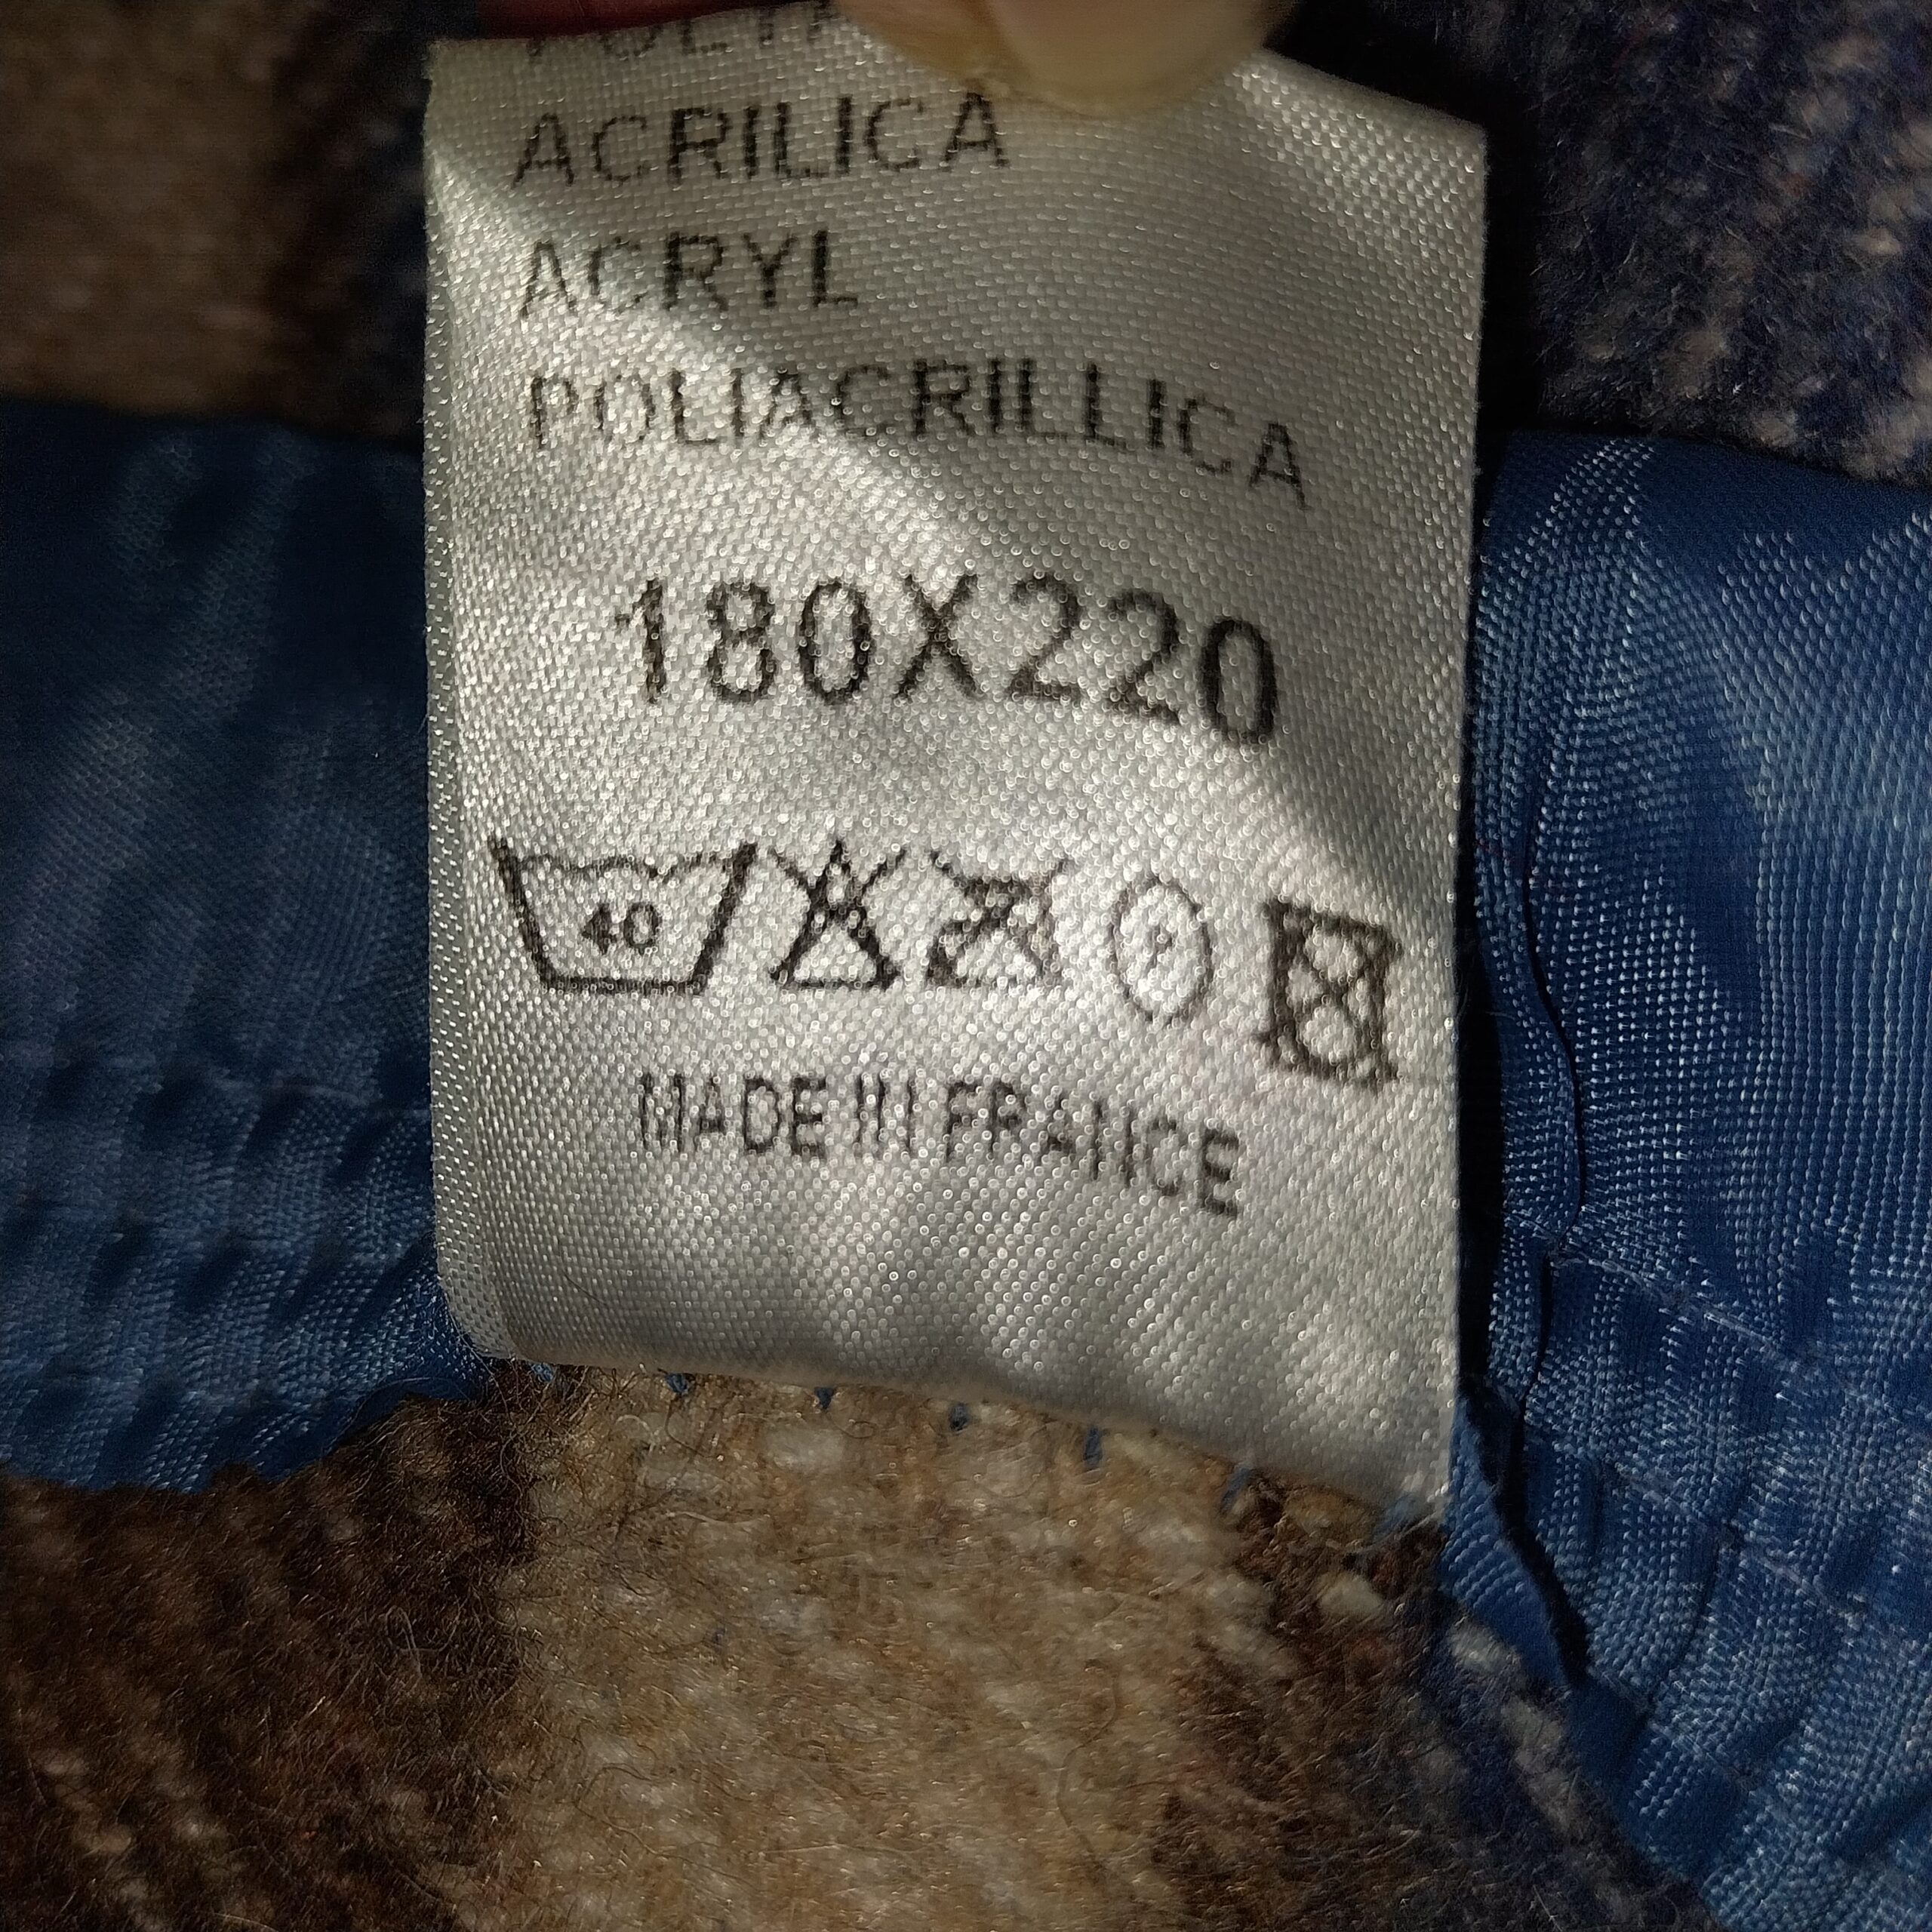 ACRILICA
ACRYL
POLIACRILLICA
180X220
40 P
MADE IN FRANCE